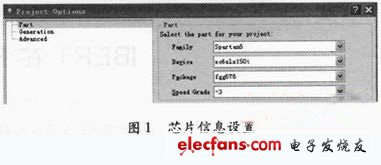 Project Options
Part
Generation
Advanced
Part
Select the part for your project:
Family Spartan6
Device xc6slx150t
Package fgg676
Speed Grade -3
图1 芯片信息设置
elecfans.com 电子发烧友